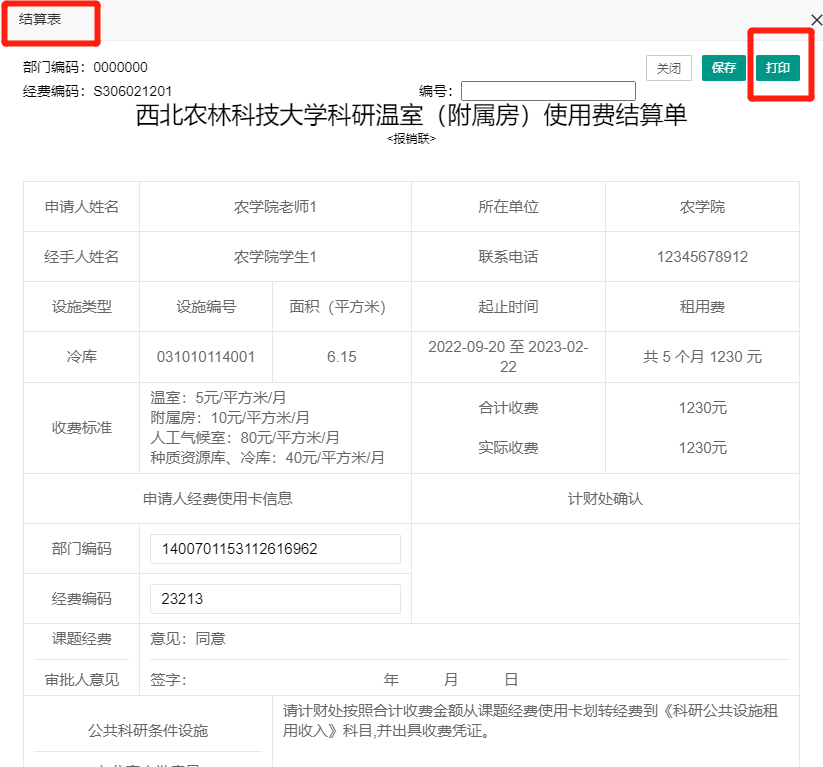 结算表
部门编码：0000000
关闭 保存 打印
经费编码：S306021201 编号：
西北农林科技大学科研温室（附属房）使用费结算单
<报销联>
申请人姓名 农学院老师1 所在单位 农学院
经手人姓名 农学院学生1 联系电话 12345678912
设施类型 设施编号 面积（平方米） 起止时间 租用费
冷库 031010114001 6.15 2022-09-20 至 2023-02-22 共 5 个月 1230 元
收费标准
温室：5元/平方米/月
附属房：10元/平方米/月
人工气候室：80元/平方米/月
种质资源库、冷库：40元/平方米/月
合计收费 1230元
实际收费 1230元
申请人经费使用卡信息 计财处确认
部门编码 1400701153112616962
经费编码 23213
课题经费 意见：同意
审批人意见 签字： 年 月 日
公共科研条件设施
请计财处按照合计收费金额从课题经费使用卡划转经费到《科研公共设施租
用收入》科目,并出具收费凭证。